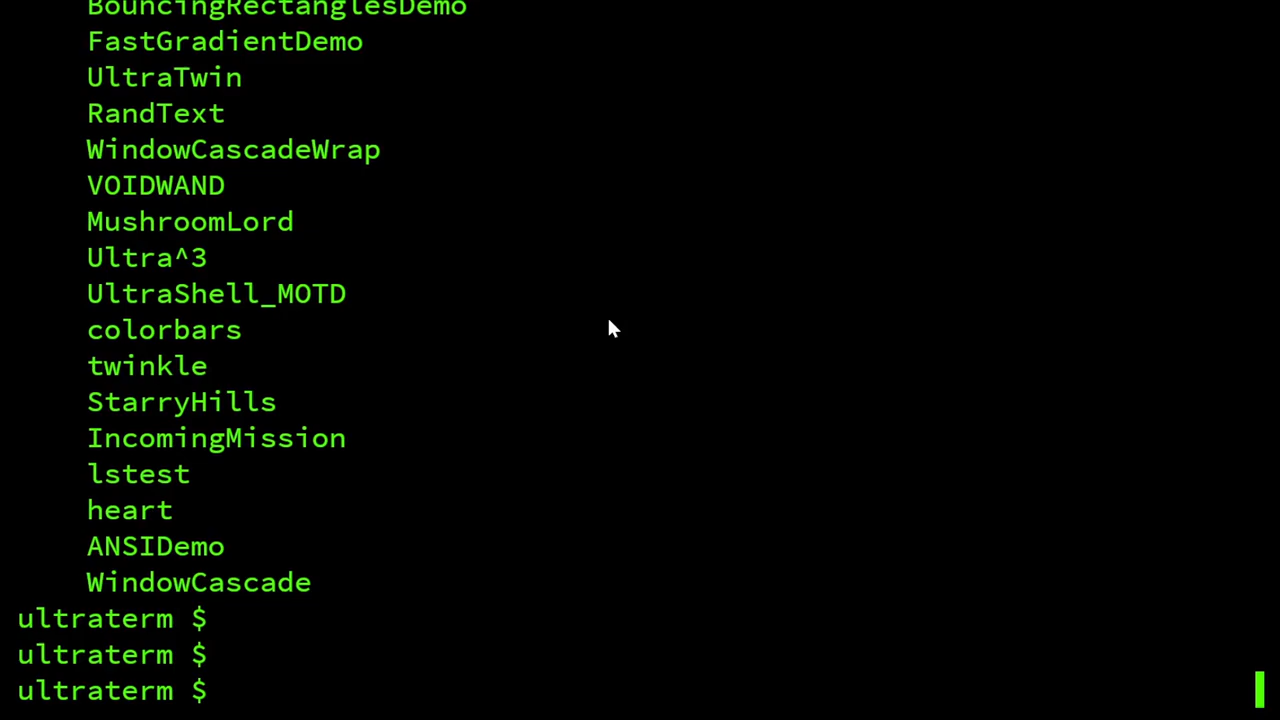 BouncingRectanglesDemo
FastGradientDemo
UltraTwin
RandText
WindowCascadeWrap
VOIDWAND
MushroomLord
Ultra^3
UltraShell_MOTD
colorbars
twinkle
StarryHills
IncomingMission
lstest
heart
ANSIDemo
WindowCascade
ultraterm $
ultraterm $
ultraterm $